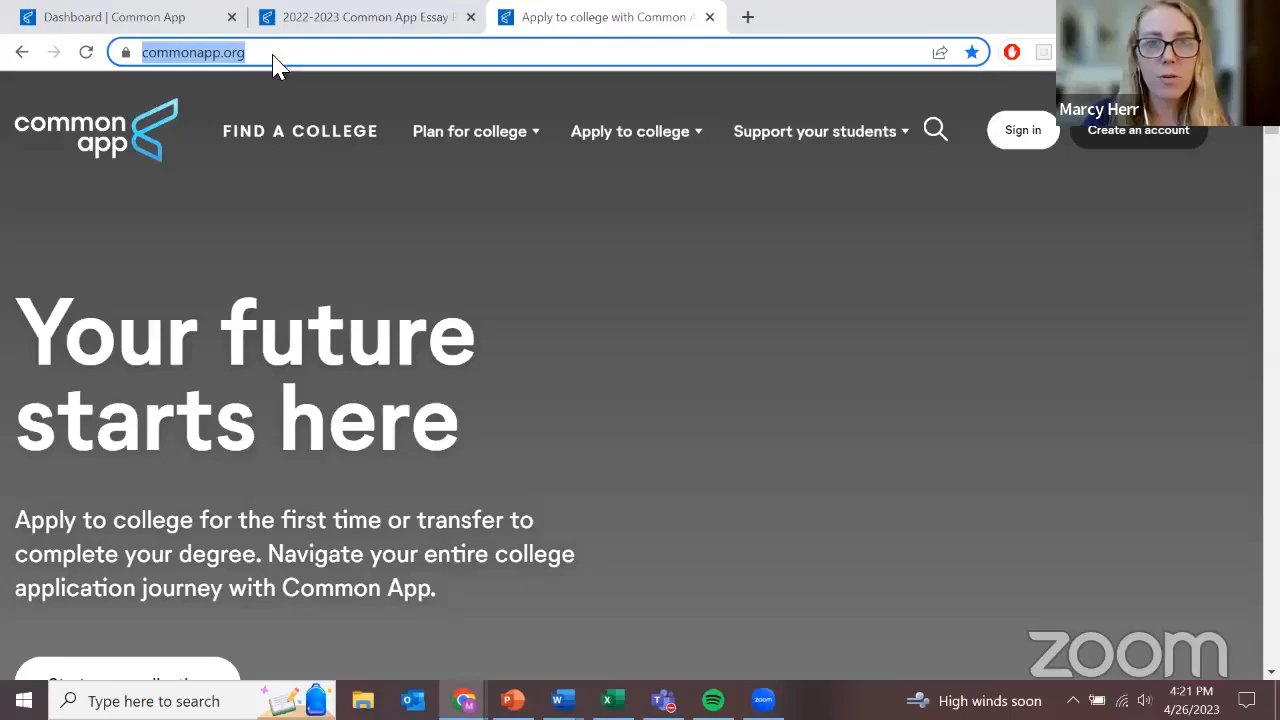 Dashboard | Common App
2022-2023 Common App Essay
Apply to college with Common A
commonapp.org
Marcy Herr
common
app
FIND A COLLEGE
Plan for college
Apply to college
Support your students
Sign in
Create an account
Your future
starts here
Apply to college for the first time or transfer to
complete your degree. Navigate your entire college
application journey with Common App.
zoom
Type here to search
zoom
High winds soon
4:21 PM
4/26/2023